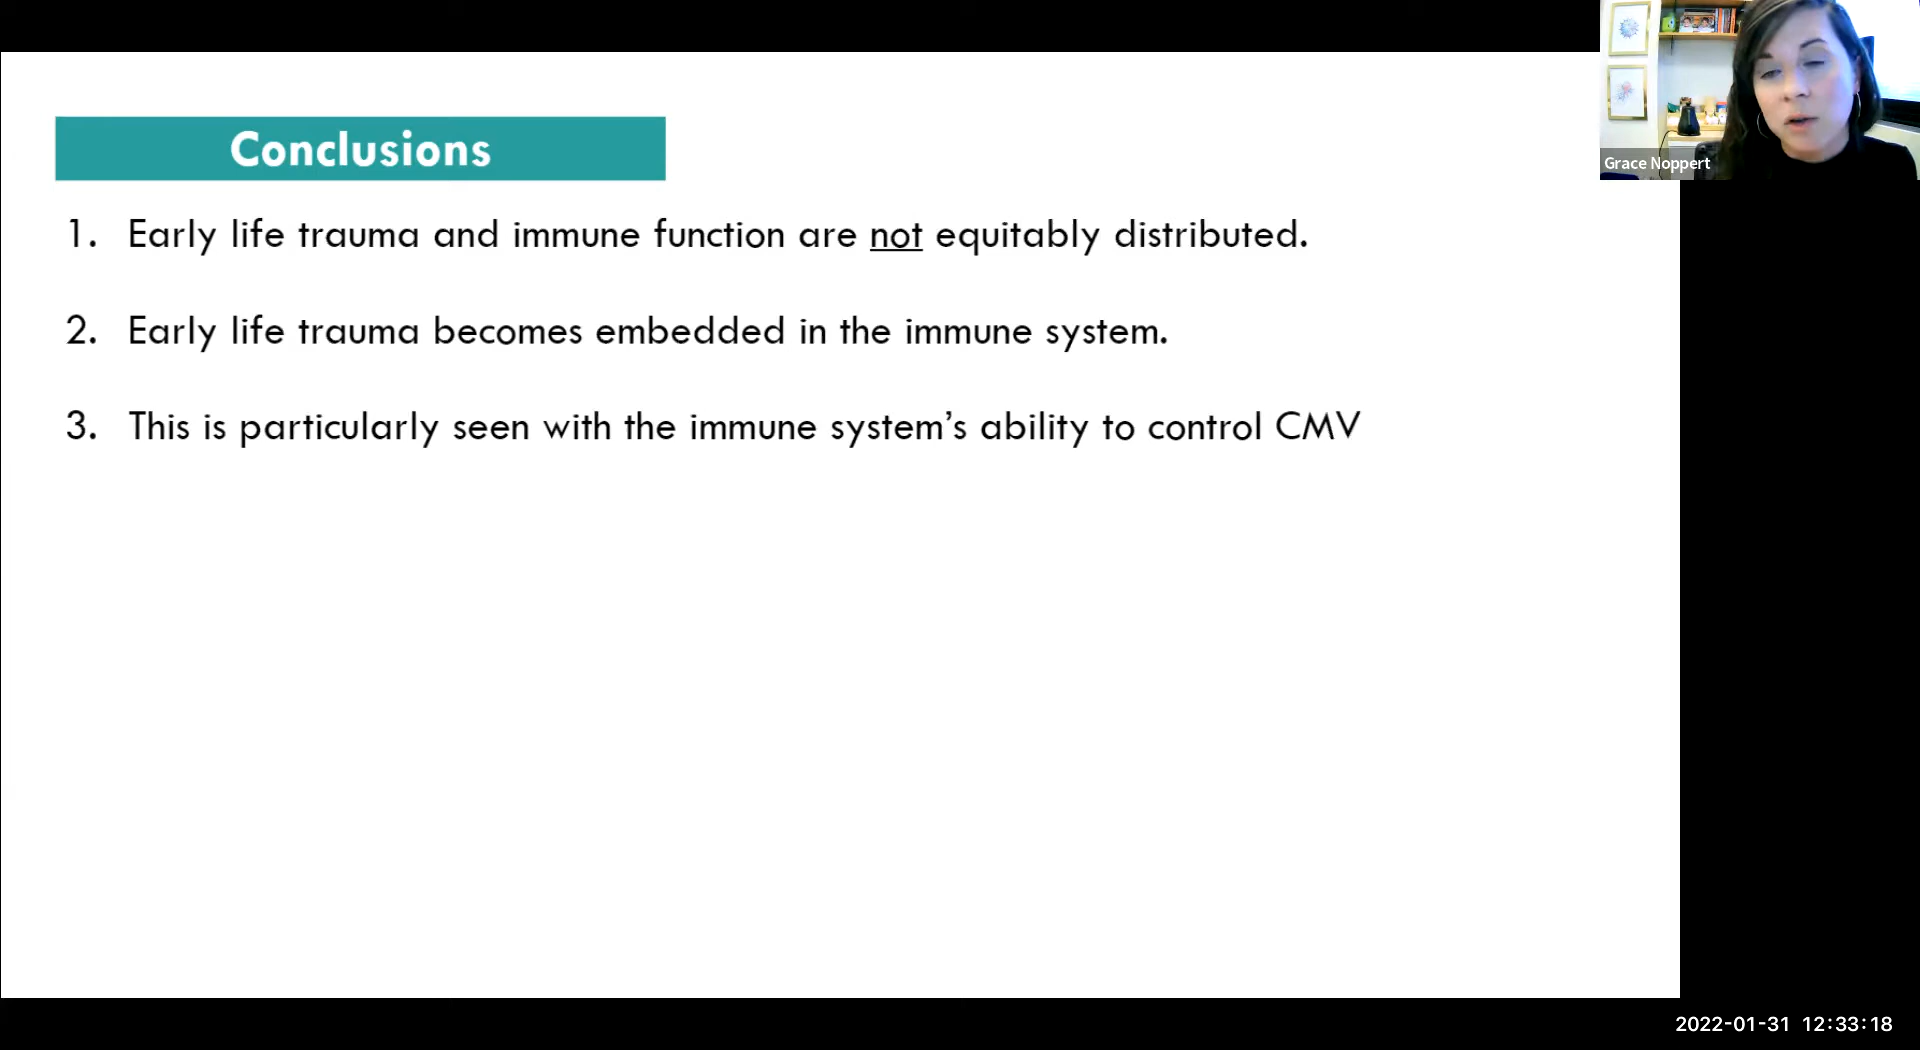 Conclusions
1. Early life trauma and immune function are not equitably distributed.
2. Early life trauma becomes embedded in the immune system.
3. This is particularly seen with the immune system’s ability to control CMV
Grace Noppert
2022-01-31 12:33:18